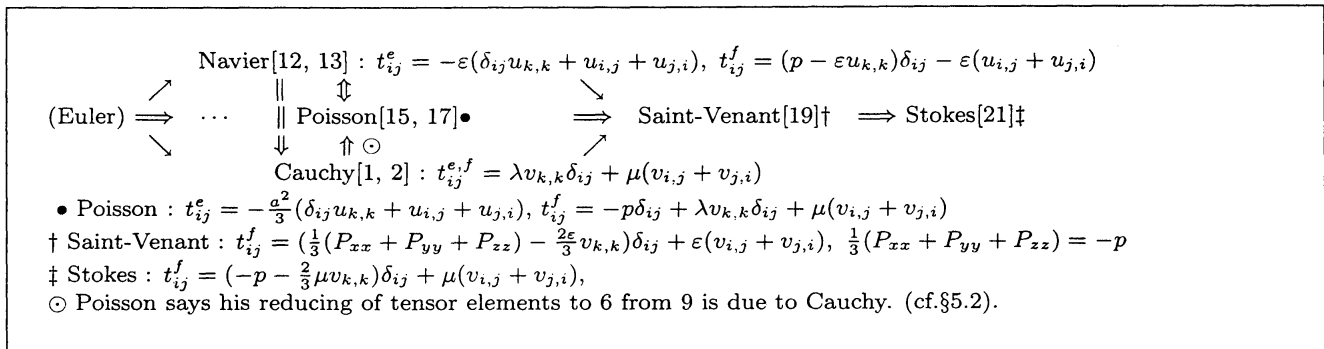 Navier[12, 13] : t^e_{ij} = −ε(δ_{ij}u_{k,k} + u_{i,j} + u_{j,i}), t^f_{ij} = (p − εu_{k,k})δ_{ij} − ε(u_{i,j} + u_{j,i})
↗ ∥ ⇕ ↘
(Euler) ⟹ ⋯ ∥ Poisson[15, 17]• ⟹ Saint-Venant[19]† ⟹ Stokes[21]‡
↘ ⇓ ⇑ ⊙ ↗
Cauchy[1, 2] : t^{e,f}_{ij} = λv_{k,k}δ_{ij} + μ(v_{i,j} + v_{j,i})
• Poisson : t^e_{ij} = −\frac{a^2}{3}(δ_{ij}u_{k,k} + u_{i,j} + u_{j,i}), t^f_{ij} = −pδ_{ij} + λv_{k,k}δ_{ij} + μ(v_{i,j} + v_{j,i})
† Saint-Venant : t^f_{ij} = (\frac{1}{3}(P_{xx} + P_{yy} + P_{zz}) − \frac{2ε}{3}v_{k,k})δ_{ij} + ε(v_{i,j} + v_{j,i}), \frac{1}{3}(P_{xx} + P_{yy} + P_{zz}) = −p
‡ Stokes : t^f_{ij} = (−p − \frac{2}{3}μv_{k,k})δ_{ij} + μ(v_{i,j} + v_{j,i}),
⊙ Poisson says his reducing of tensor elements to 6 from 9 is due to Cauchy. (cf.§5.2).